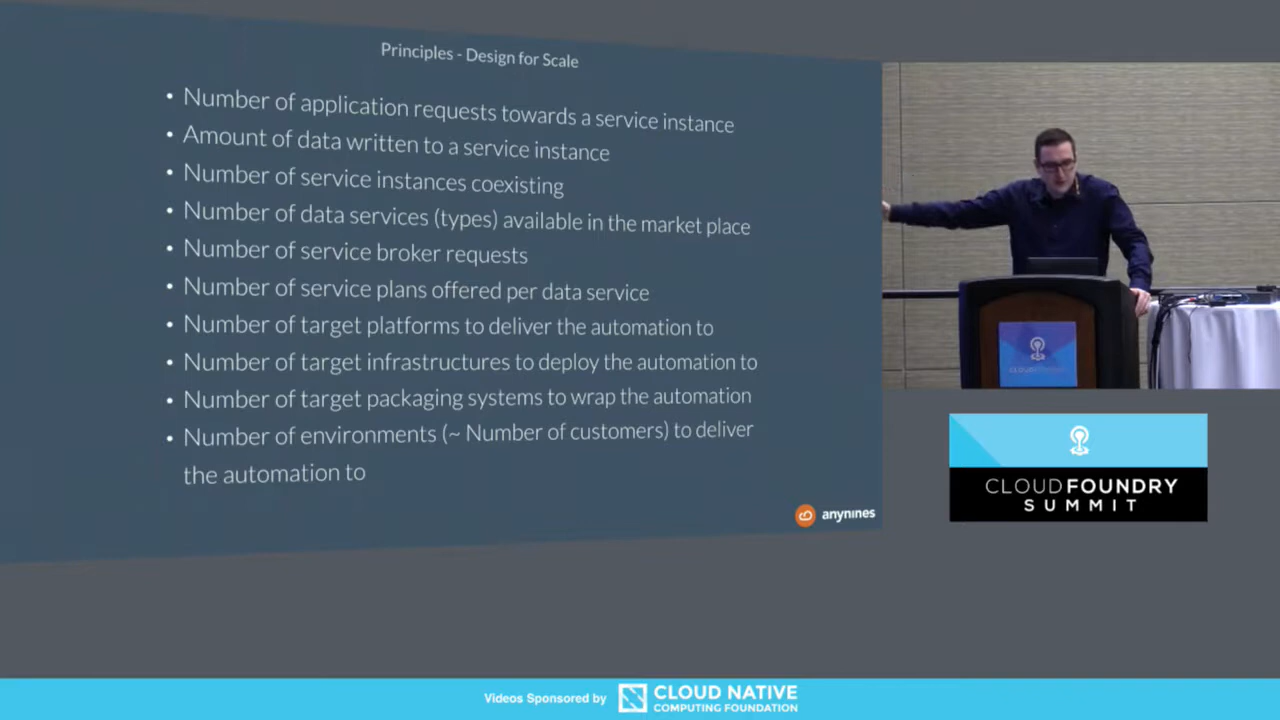 Principles - Design for Scale
• Number of application requests towards a service instance
• Amount of data written to a service instance
• Number of service instances coexisting
• Number of data services (types) available in the market place
• Number of service broker requests
• Number of service plans offered per data service
• Number of target platforms to deliver the automation to
• Number of target infrastructures to deploy the automation to
• Number of target packaging systems to wrap the automation
• Number of environments (~ Number of customers) to deliver
the automation to
anynines
CLOUD FOUNDRY
CLOUDFOUNDRY
SUMMIT
Videos Sponsored by
CLOUD NATIVE
COMPUTING FOUNDATION